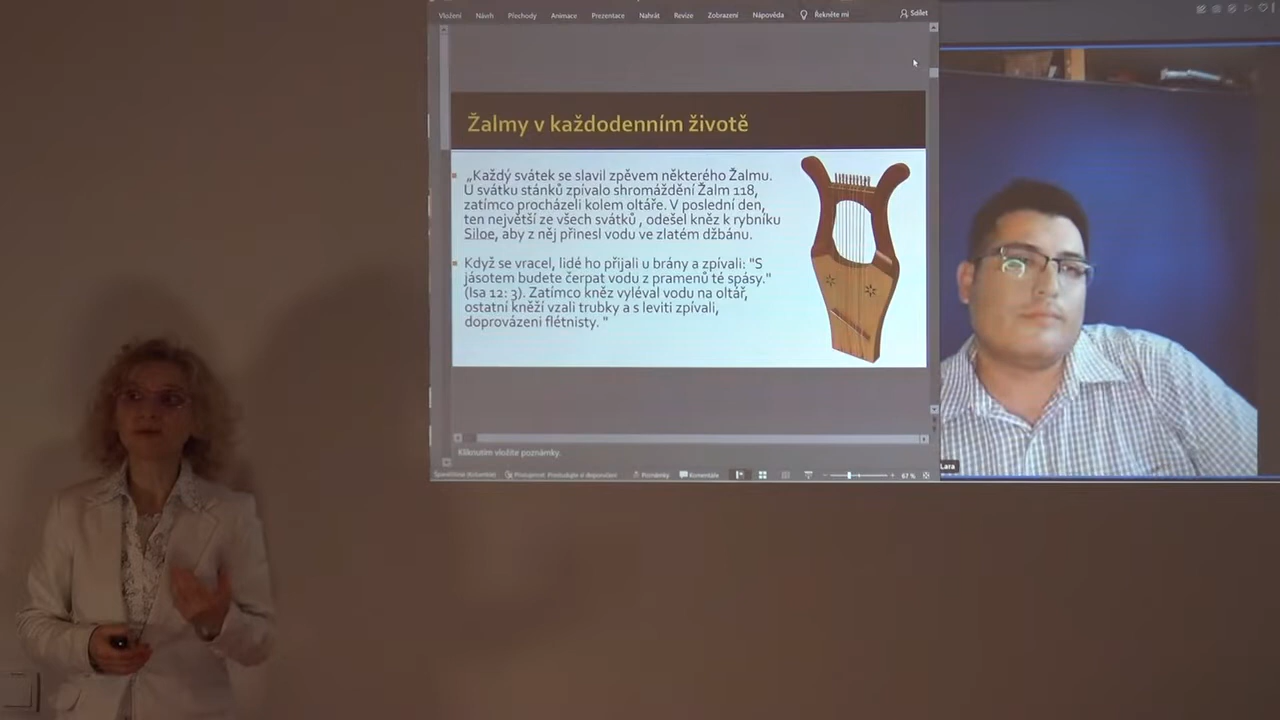 Vložení Návrh Přechody Animace Prezentace Nahrát Revize Zobrazení Nápověda Řekněte mi Sdílet
Žalmy v každodenním životě
„Každý svátek se slavil zpěvem některého Žalmu.
U svátku stánků zpívalo shromáždění Žalm 118,
zatímco procházeli kolem oltáře. V poslední den,
ten největší ze všech svátků , odešel kněz k rybníku
Siloe, aby z něj přinesl vodu ve zlatém džbánu.
Když se vracel, lidé ho přijali u brány a zpívali: "S
jásotem budete čerpat vodu z pramenů té spásy."
(Isa 12: 3). Zatímco kněz vyléval vodu na oltář,
ostatní kněží vzali trubky a s leviti zpívali,
doprovázeni flétnisty. "
Kliknutím vložíte poznámky.
Poznámky Komentáře 67 %
Lara